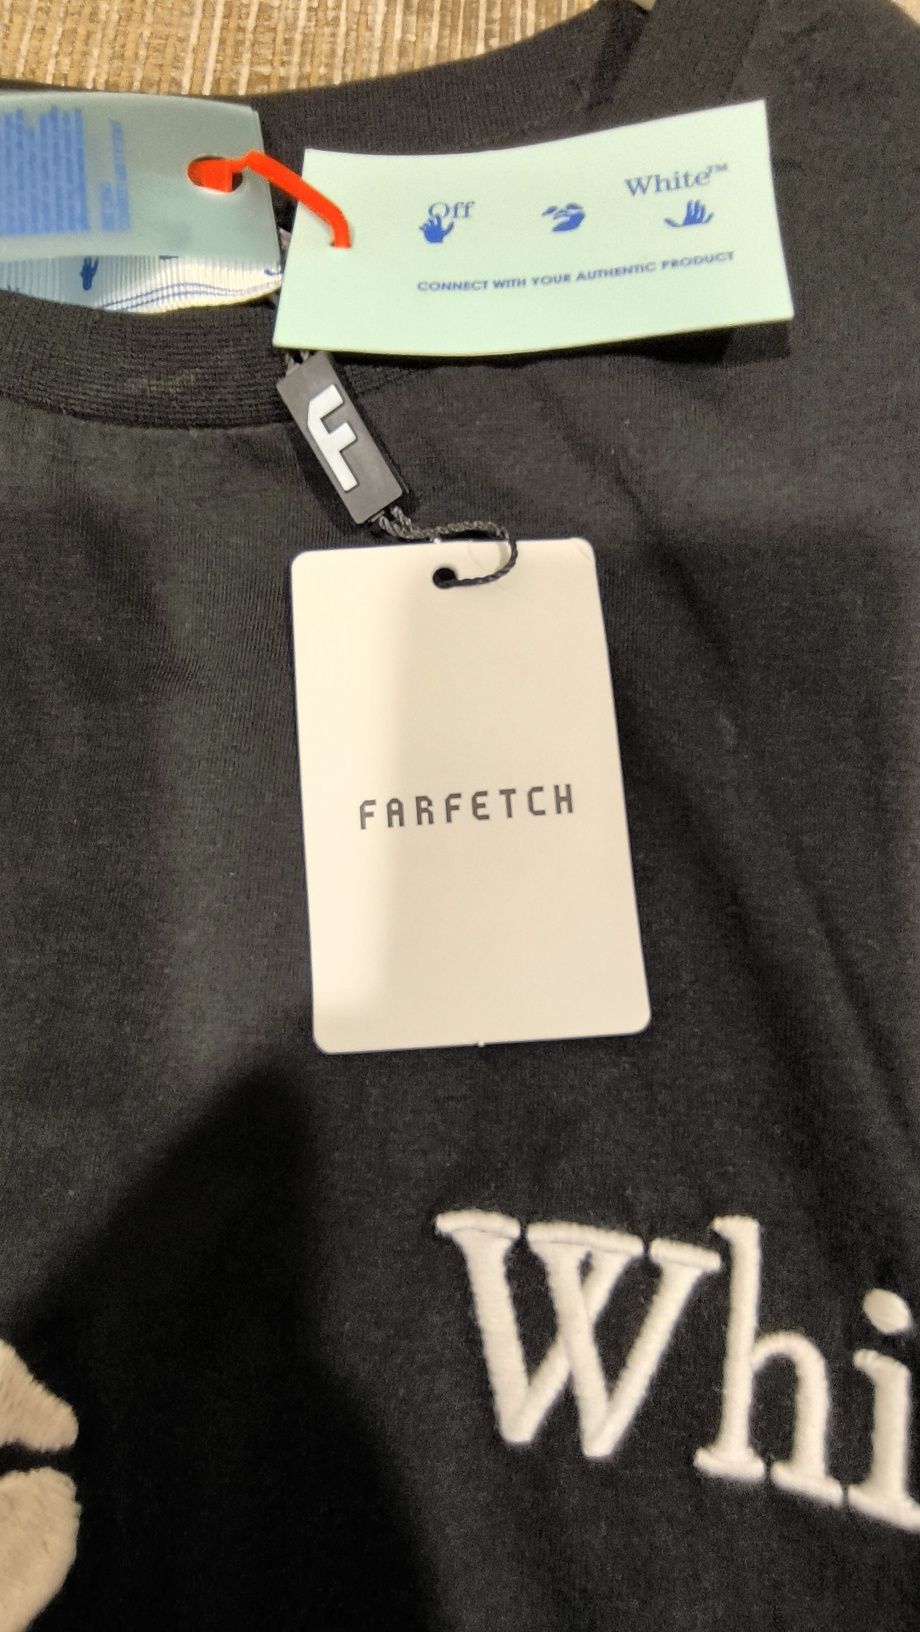 Off
White™
CONNECT WITH YOUR AUTHENTIC PRODUCT
F
FARFETCH
Whi